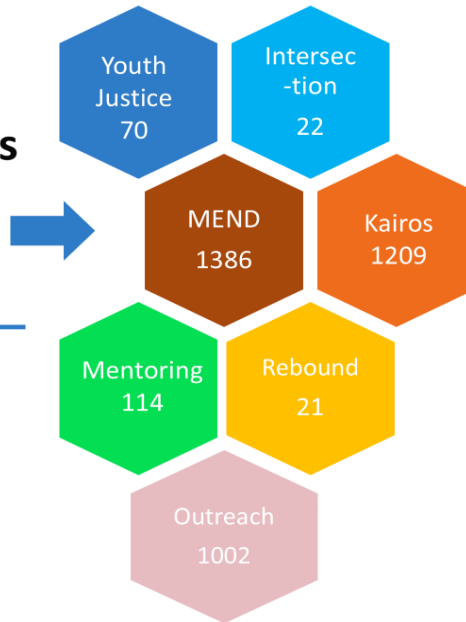 Youth
Justice
70
Intersec
-tion
22
s
MEND
1386
Kairos
1209
Mentoring
114
Rebound
21
Outreach
1002